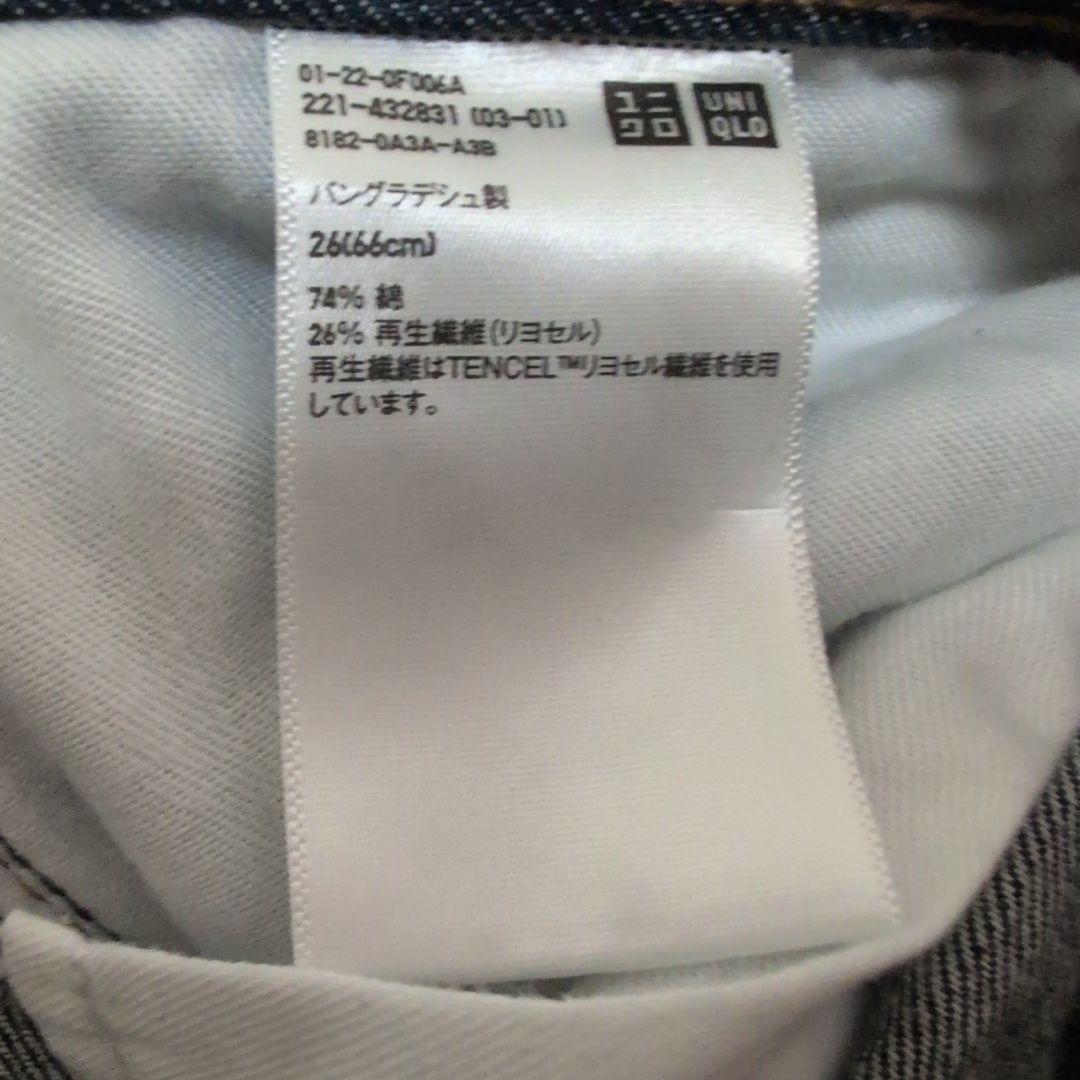 01-22-0F006A
221-432831 (03-01)
8182-0A3A-A3B
ユニクロ
UNIQLO
バングラデシュ製
26(66cm)
74% 綿
26% 再生繊維(リヨセル)
再生繊維はTENCEL™リヨセル繊維を使用
しています。